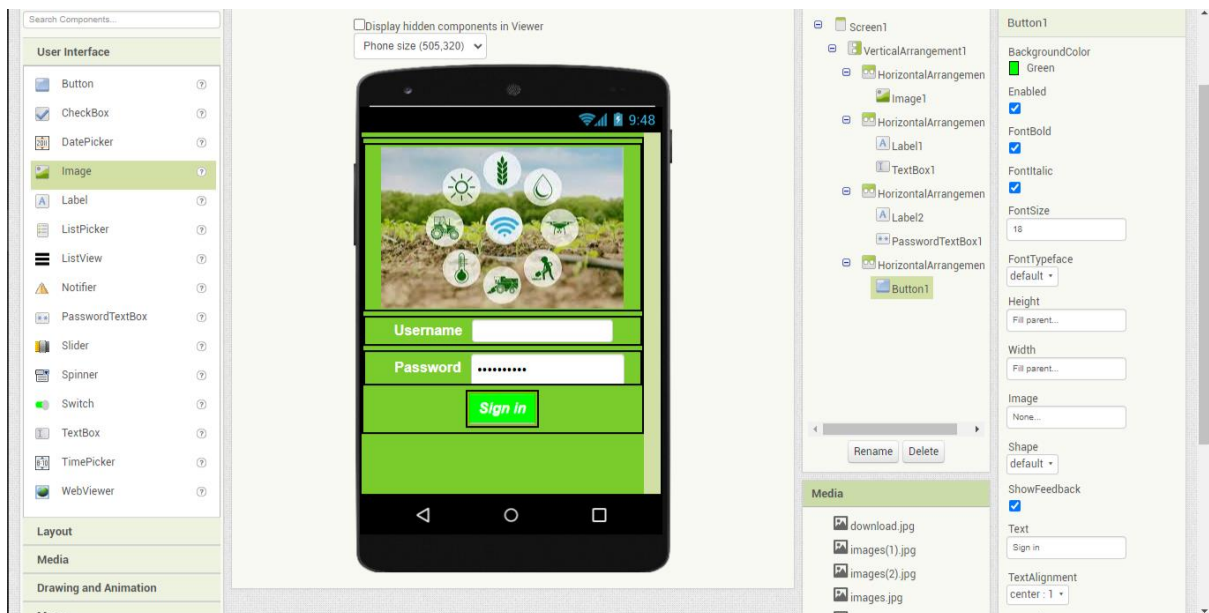 Search Components...
User Interface
Button
CheckBox
DatePicker
Image
Label
ListPicker
ListView
Notifier
PasswordTextBox
Slider
Spinner
Switch
TextBox
TimePicker
WebViewer
Layout
Media
Drawing and Animation
Display hidden components in Viewer
Phone size (505,320)
9:48
Username
Password
Sign in
Screen1
VerticalArrangement1
HorizontalArrangemen
Image1
HorizontalArrangemen
Label1
TextBox1
HorizontalArrangemen
Label2
PasswordTextBox1
HorizontalArrangemen
Button1
Rename Delete
Media
download.jpg
images(1).jpg
images(2).jpg
images.jpg
Button1
BackgroundColor
Green
Enabled
FontBold
FontItalic
FontSize
18
FontTypeface
default
Height
Fill parent...
Width
Fill parent...
Image
None...
Shape
default
ShowFeedback
Text
Sign in
TextAlignment
center : 1